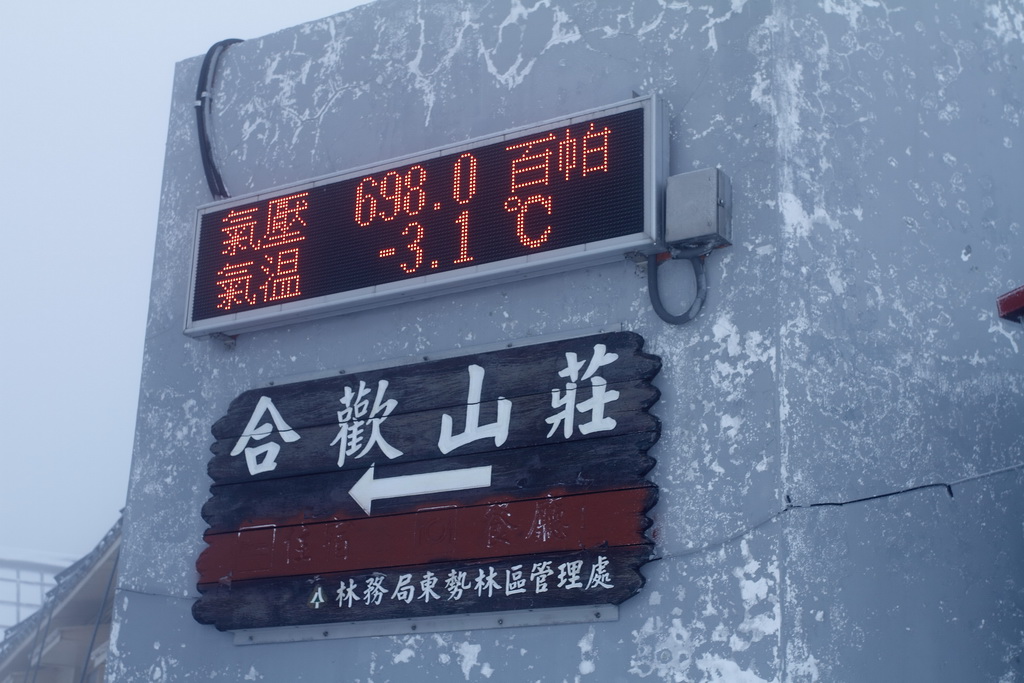 氣壓 698.0 百帕
氣溫 -3.1 ℃
合歡山莊
林務局東勢林區管理處